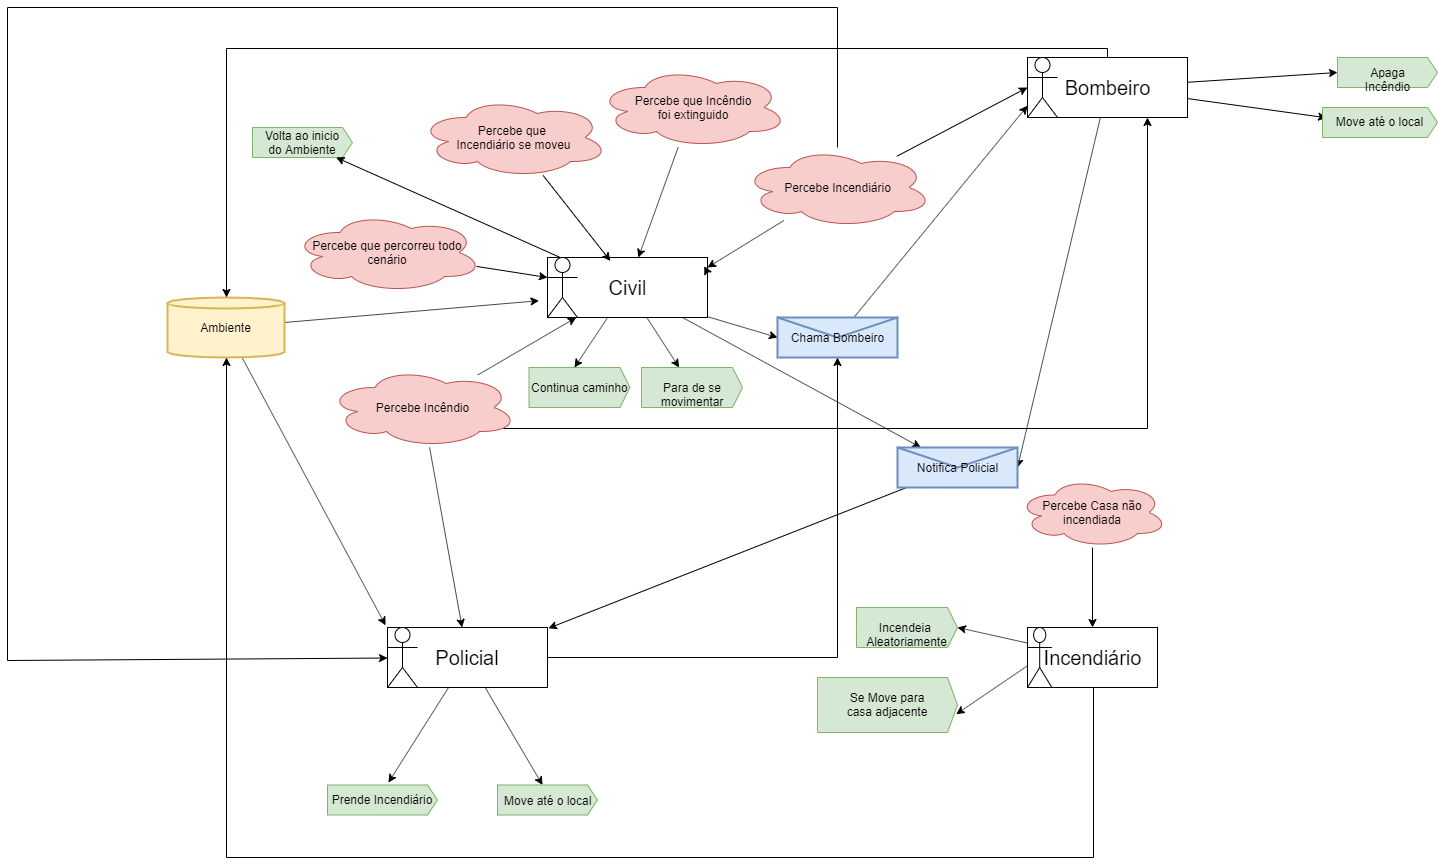 Bombeiro
Apaga
Incêndio
Move até o local
Percebe que Incêndio
foi extinguido
Percebe que
Incendiário se moveu
Volta ao inicio
do Ambiente
Percebe Incendiário
Percebe que percorreu todo
cenário
Civil
Ambiente
Chama Bombeiro
Continua caminho
Para de se
movimentar
Percebe Incêndio
Notifica Policial
Percebe Casa não
incendiada
Incendeia
Aleatoriamente
Policial
Incendiário
Se Move para
casa adjacente
Prende Incendiário
Move até o local